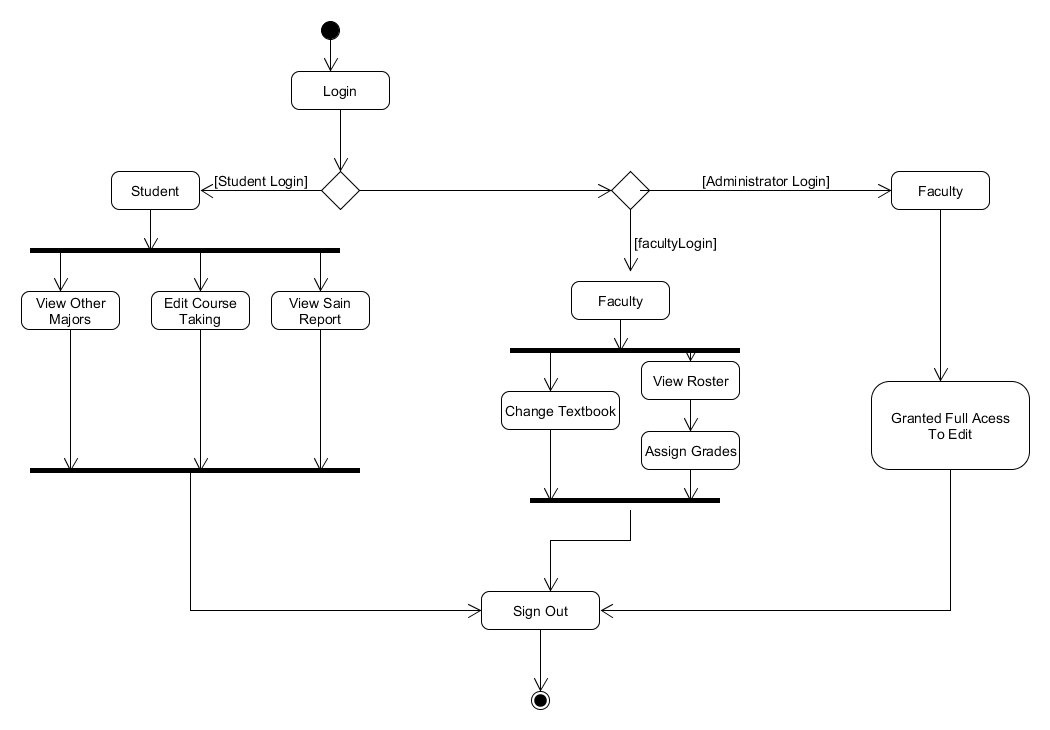 Login
Student
[Student Login]
[Administrator Login]
Faculty
[facultyLogin]
View Other
Majors
Edit Course
Taking
View Sain
Report
Faculty
Change Textbook
View Roster
Assign Grades
Granted Full Acess
To Edit
Sign Out